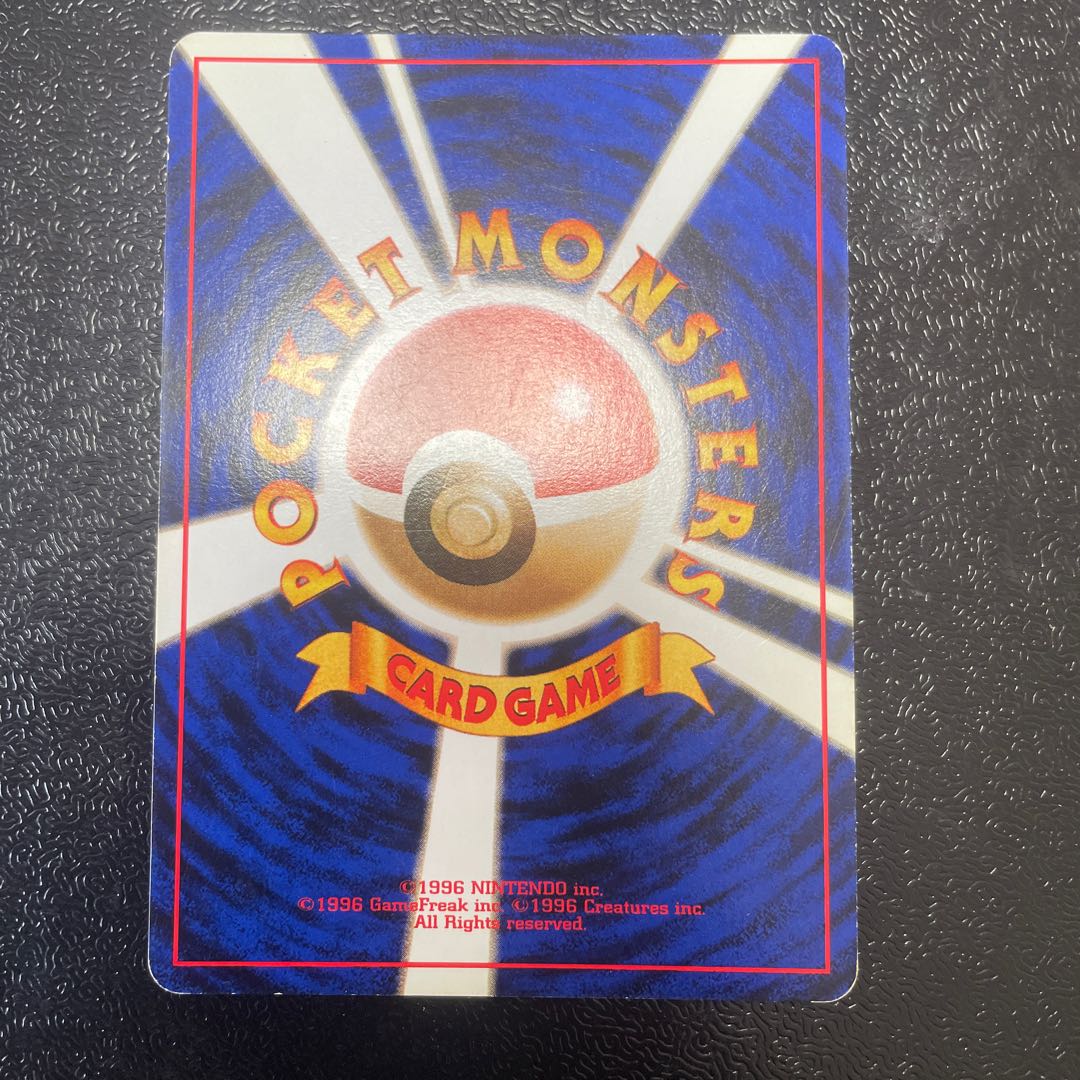 POCKET MONSTERS
CARD GAME
©1996 NINTENDO inc.
©1996 GameFreak inc. ©1996 Creatures inc.
All Rights reserved.